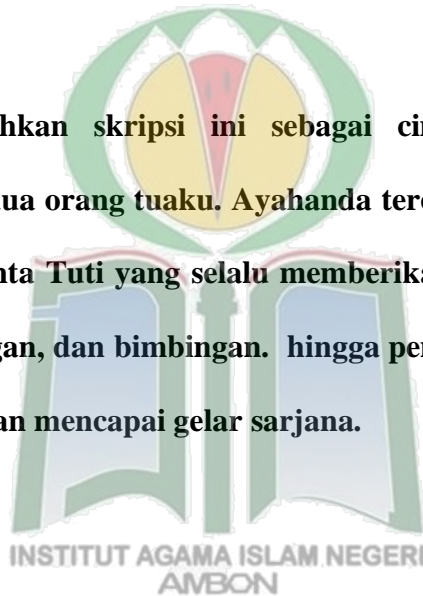 hkan skripsi ini sebagai cin
ua orang tuaku. Ayahanda terc
nta Tuti yang selalu memberika
gan, dan bimbingan. hingga per
an mencapai gelar sarjana.
INSTITUT AGAMA ISLAM NEGERI
AMBON